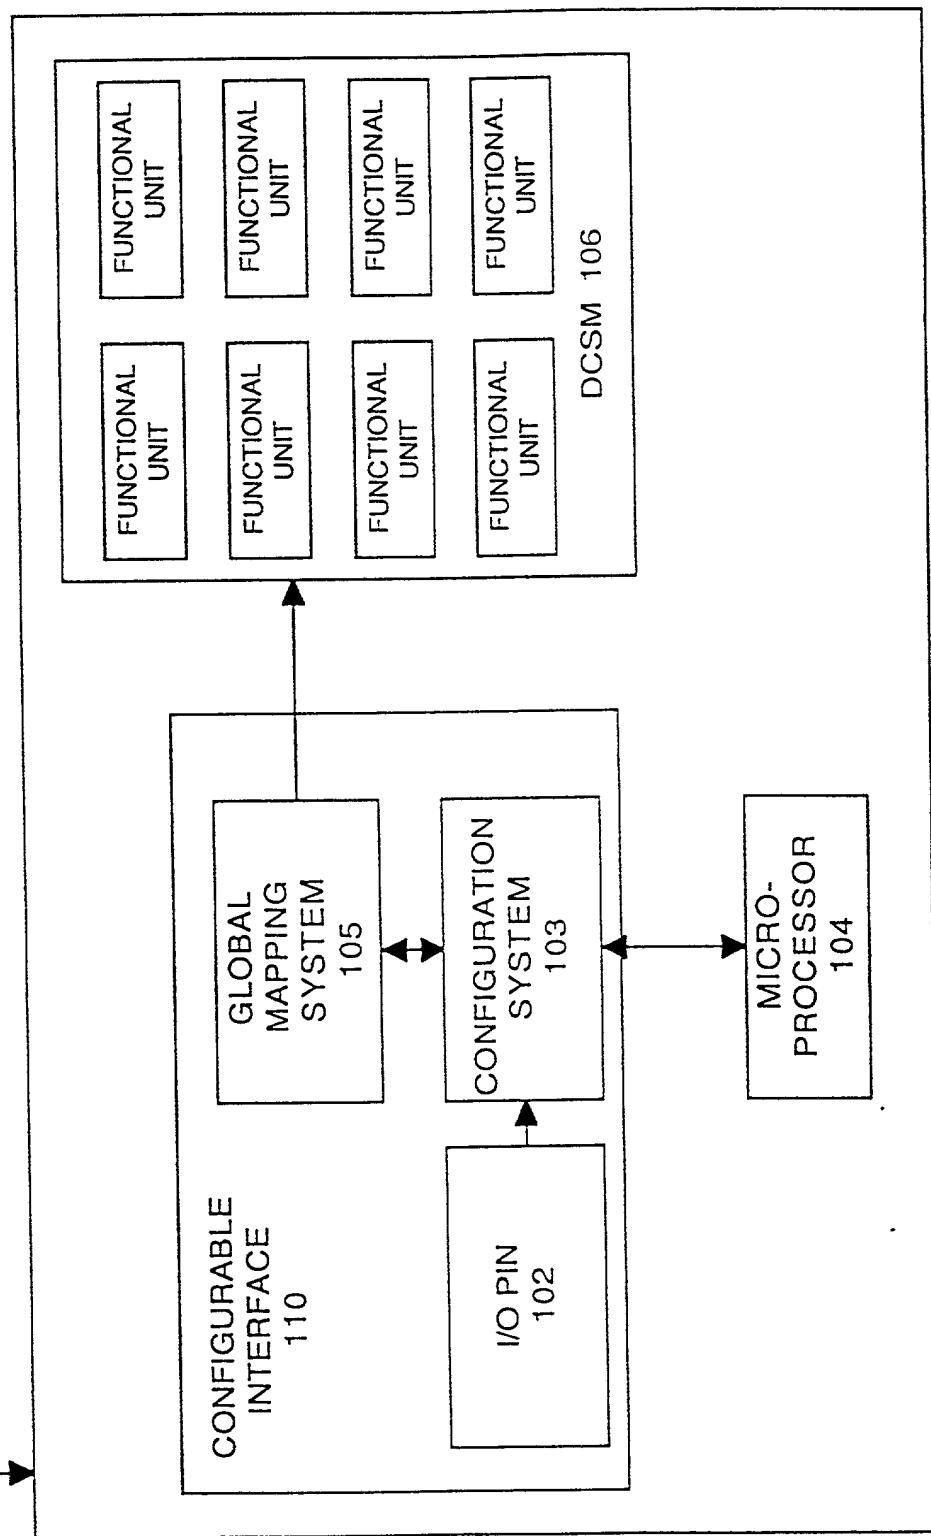 CONFIGURABLE
INTERFACE
110
GLOBAL
MAPPING
SYSTEM
105
I/O PIN
102
CONFIGURATION
SYSTEM
103
MICRO-
PROCESSOR
104
FUNCTIONAL
UNIT
FUNCTIONAL
UNIT
FUNCTIONAL
UNIT
FUNCTIONAL
UNIT
FUNCTIONAL
UNIT
FUNCTIONAL
UNIT
FUNCTIONAL
UNIT
FUNCTIONAL
UNIT
DCSM 106